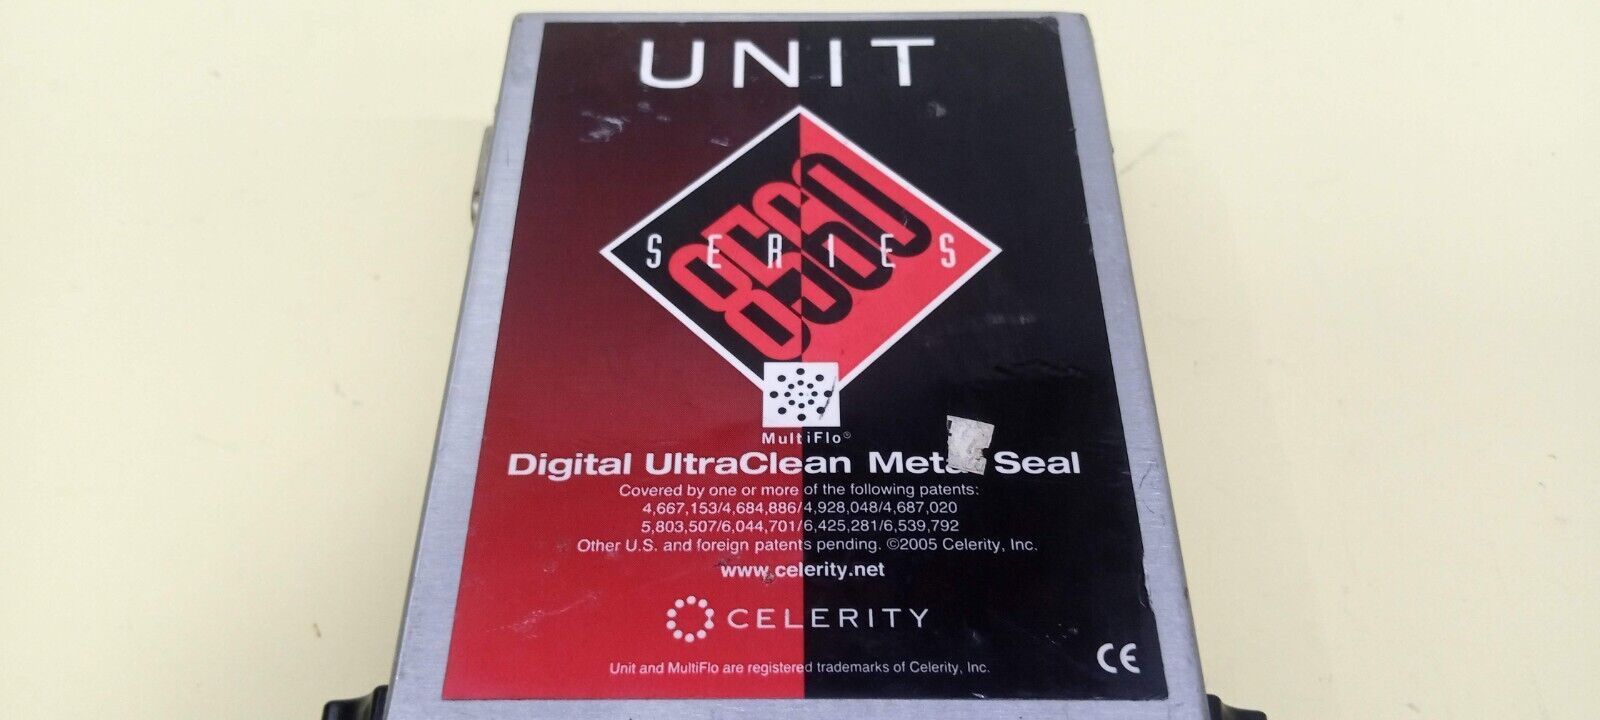 UNIT
8560
SERIES
MultiFlo®
Digital UltraClean Seal
Covered by one or more of the following patents:
4,667,153/4,684,886/4,928,048/4,687,020
5,803,507/6,044,701/6,425,281/6,539,792
Other U.S. and foreign patents pending. ©2005 Celerity, Inc.
www.celerity.net
CELERITY
Unit and MultiFlo are registered trademarks of Celerity, Inc.
CE